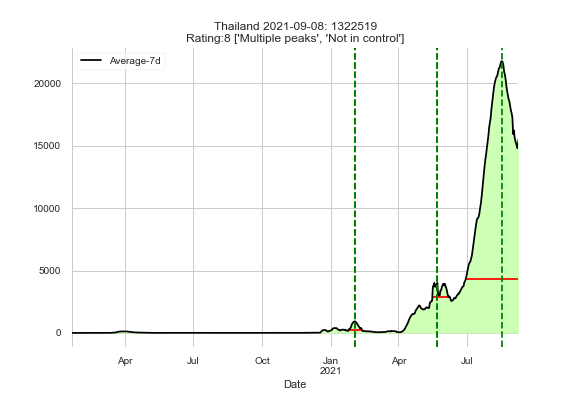 Thailand 2021-09-08: 1322519
Rating:8 ['Multiple peaks', 'Not in control']
Average-7d
20000
15000
10000
5000
0
Apr Jul Oct Jan Apr Jul
2021
Date